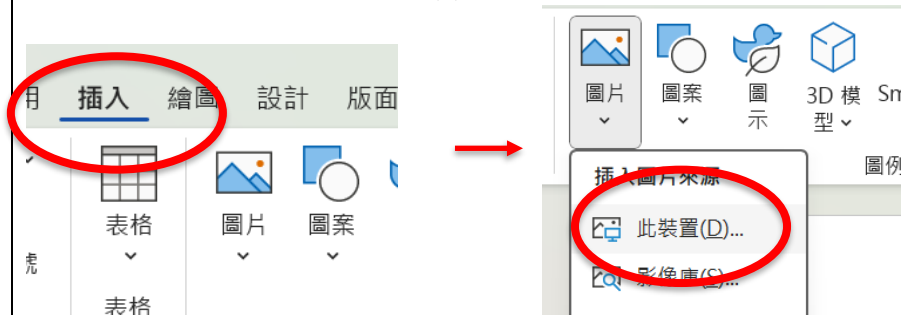 插入 繪圖 設計 版面
表格 圖片 圖案
表格
圖片 圖案 圖示 3D 模型 Sm
圖例
插入圖片來源
此裝置(D)...
影像庫(S)...